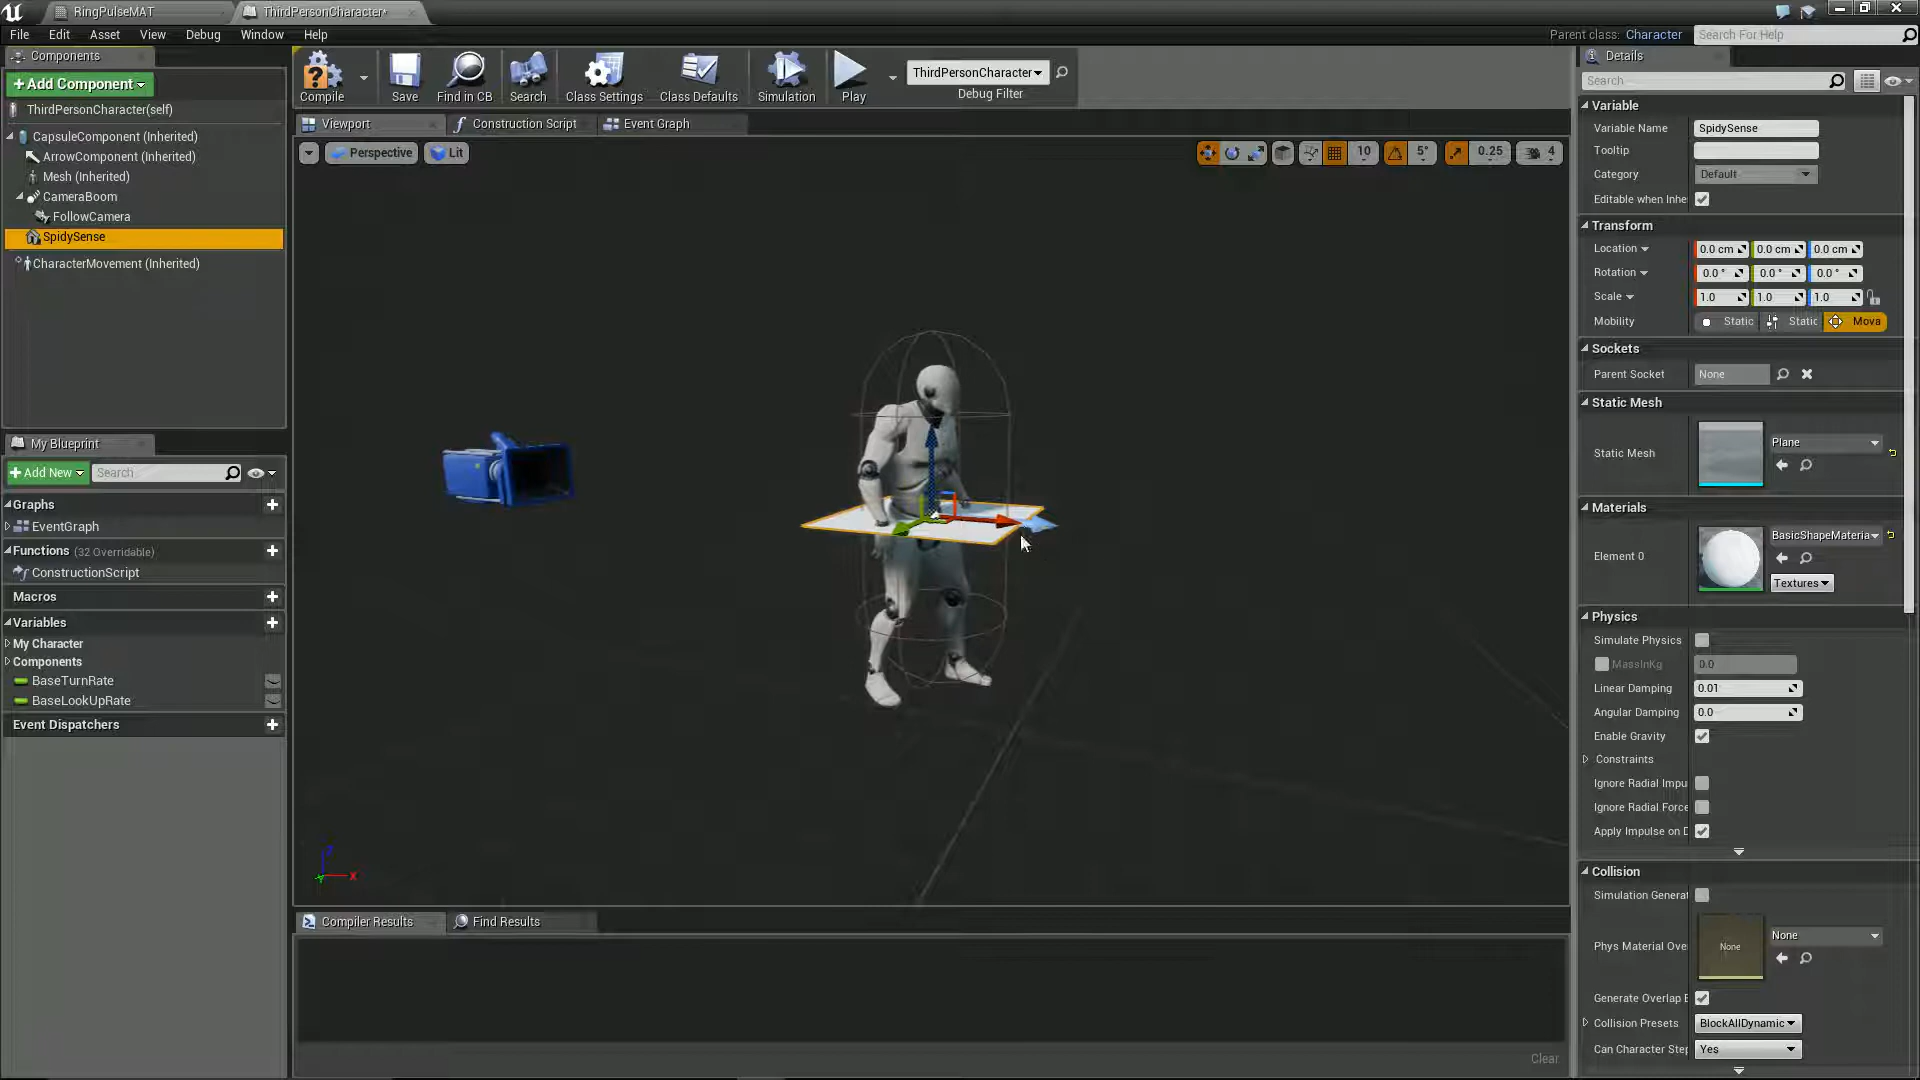 RingPulseMAT
ThirdPersonCharacter*
File Edit Asset View Debug Window Help
Parent class: Character
Search For Help
Components
+Add Component
ThirdPersonCharacter(self)
CapsuleComponent (Inherited)
ArrowComponent (Inherited)
Mesh (Inherited)
CameraBoom
FollowCamera
SpidySense
CharacterMovement (Inherited)
My Blueprint
+Add New
Search
Graphs
EventGraph
Functions (32 Overridable)
ConstructionScript
Macros
Variables
My Character
Components
BaseTurnRate
BaseLookUpRate
Event Dispatchers
Compile
Save
Find in CB
Search
Class Settings
Class Defaults
Simulation
Play
ThirdPersonCharacter
Debug Filter
Viewport
Construction Script
Event Graph
Perspective
Lit
10
5°
0.25
4
Z
X
Compiler Results
Find Results
Clear
Details
Search
Variable
Variable Name SpidySense
Tooltip
Category Default
Editable when Inhe
Transform
Location 0.0 cm 0.0 cm 0.0 cm
Rotation 0.0 ° 0.0 ° 0.0 °
Scale 1.0 1.0 1.0
Mobility Static Static Mova
Sockets
Parent Socket None
Static Mesh
Static Mesh Plane
Materials
Element 0 BasicShapeMateria
Textures
Physics
Simulate Physics
MassInKg 0.0
Linear Damping 0.01
Angular Damping 0.0
Enable Gravity
Constraints
Ignore Radial Impu
Ignore Radial Force
Apply Impulse on D
Collision
Simulation Generat
Phys Material Ove None None
Generate Overlap E
Collision Presets BlockAllDynamic
Can Character Step Yes